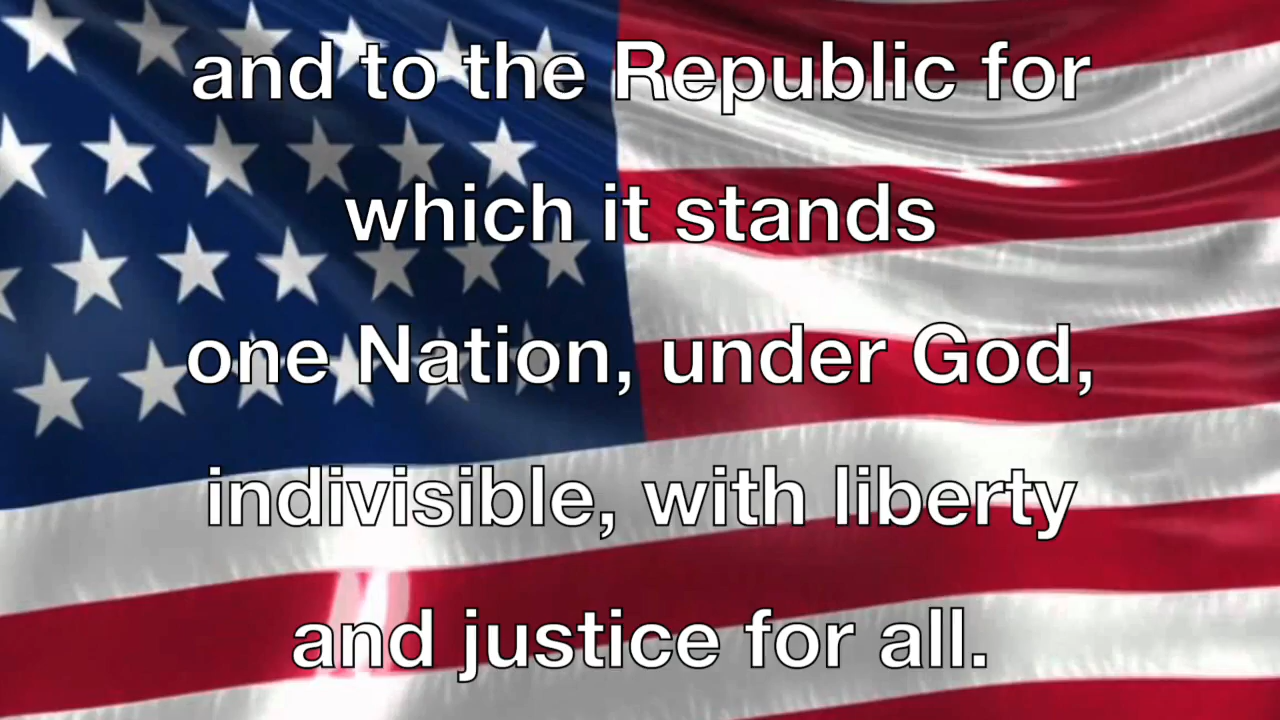 and to the Republic for
which it stands
one Nation, under God,
indivisible, with liberty
and justice for all.